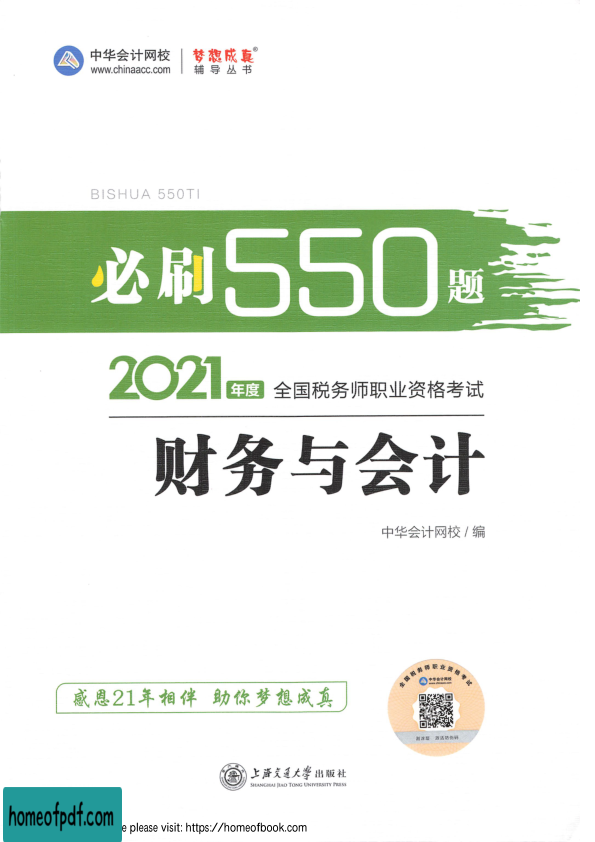 中华会计网校 梦想成真®
www.chinaacc.com 辅导丛书
BISHUA 550TI
必刷550题
2021年度 全国税务师职业资格考试
财务与会计
中华会计网校 / 编
全国税务师职业资格考试
中华会计网校
www.chinaacc.com
感恩21年相伴 助你梦想成真
上海交通大学出版社
SHANGHAI JIAO TONG UNIVERSITY PRESS
homeofpdf.com
e please visit: https://homeofbook.com